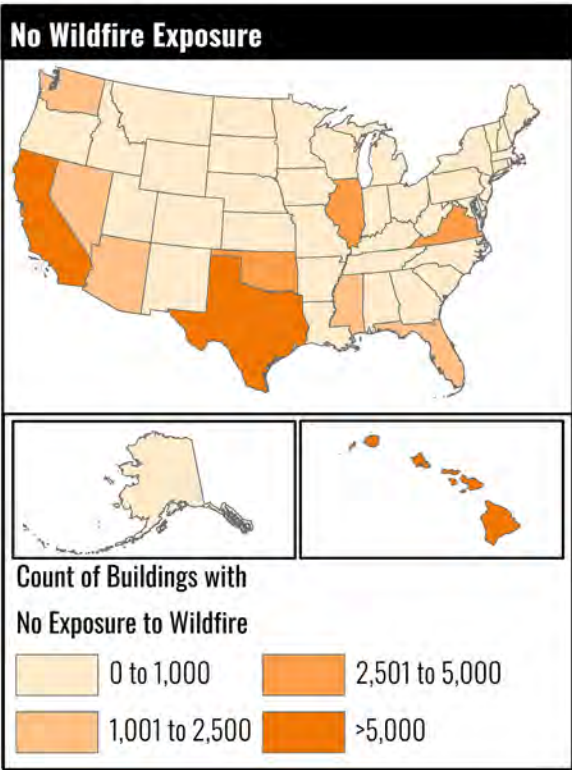 No Wildfire Exposure
Count of Buildings with
No Exposure to Wildfire
0 to 1,000
2,501 to 5,000
1,001 to 2,500
>5,000